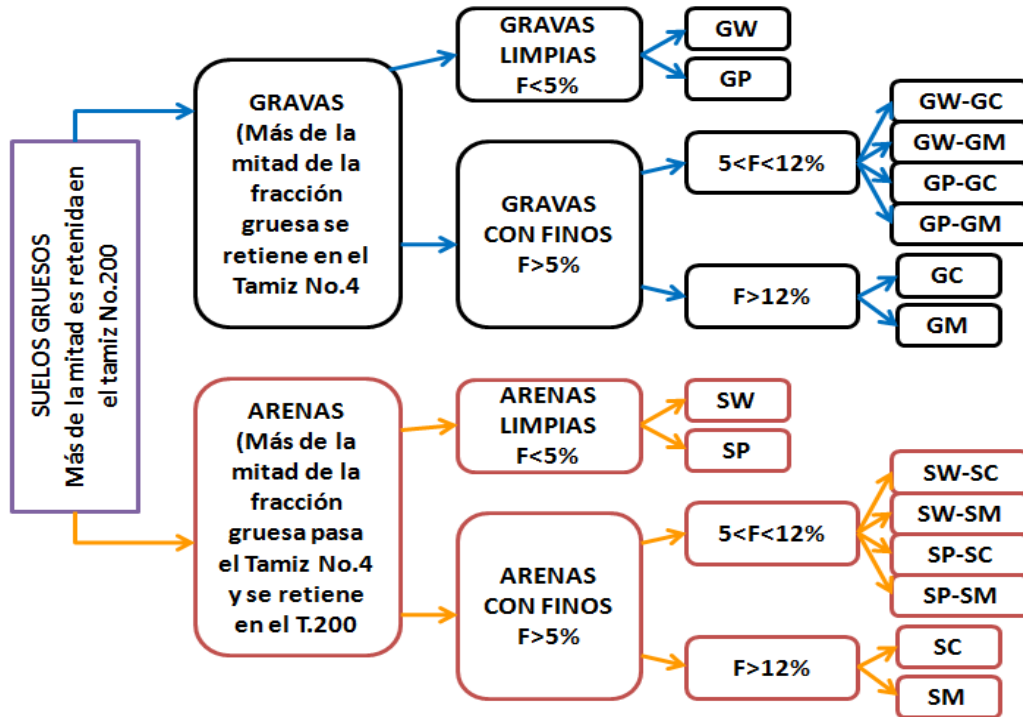 SUELOS GRUESOS
Más de la mitad es retenidaen
el tamiz No.200
GRAVAS
(Más de la
mitad de la
fracción
gruesa se
retiene en el
Tamiz No.4
GRAVAS
LIMPIAS
F<5%
GW
GP
GRAVAS
CON FINOS
F>5%
5<F<12%
GW-GC
GW-GM
GP-GC
GP-GM
F>12%
GC
GM
ARENAS
(Más de la
mitad de la
fracción
gruesa pasa
el Tamiz No.4
y se retiene
en el T.200
ARENAS
LIMPIAS
F<5%
SW
SP
ARENAS
CON FINOS
F>5%
5<F<12%
SW-SC
SW-SM
SP-SC
SP-SM
F>12%
SC
SM